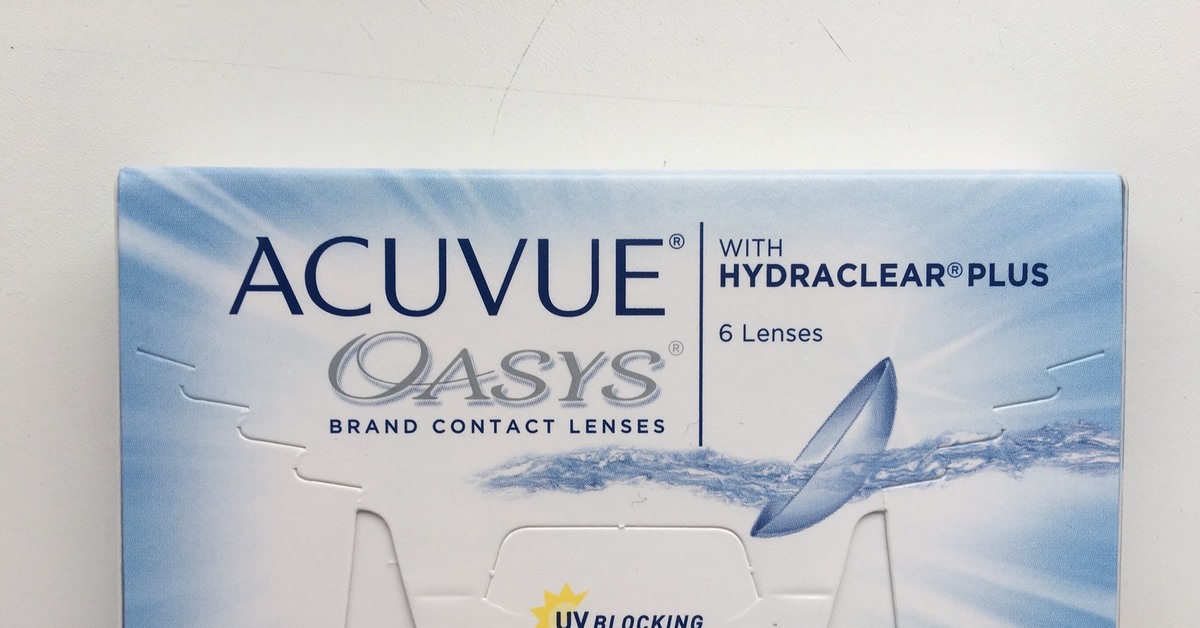 ACUVUE®
OASYS®
BRAND CONTACT LENSES
WITH
HYDRACLEAR® PLUS
6 Lenses
UV BLOCKING